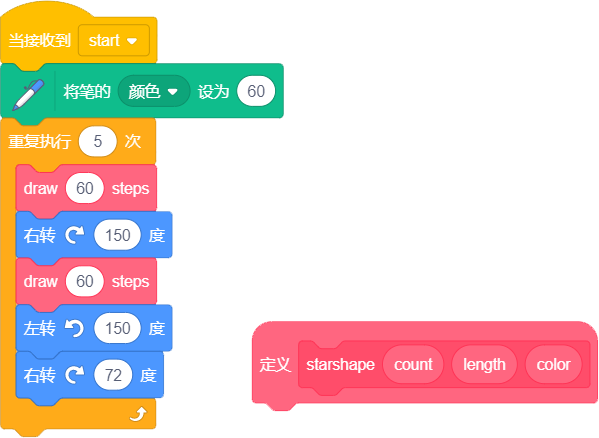 当接收到 start
将笔的 颜色 设为 60
重复执行 5 次
draw 60 steps
右转 150 度
draw 60 steps
左转 150 度
右转 72 度
定义 starshape count length color